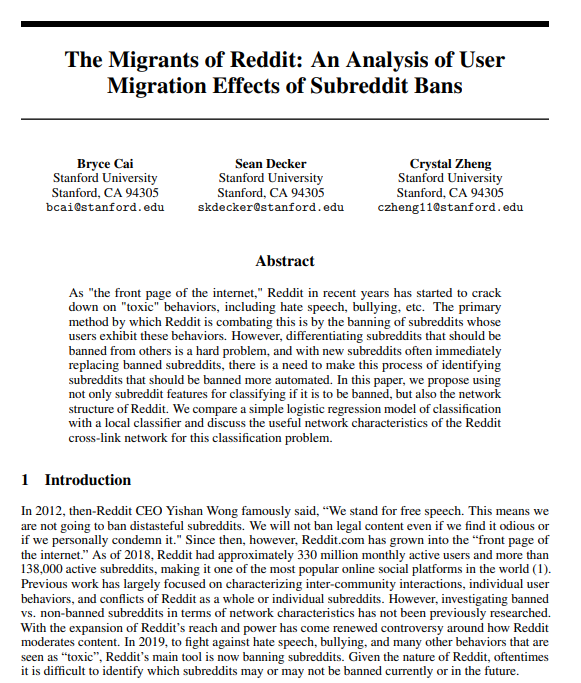 The Migrants of Reddit: An Analysis of User
Migration Effects of Subreddit Bans
Bryce Cai
Stanford University
Stanford, CA 94305
bcai@stanford.edu
Sean Decker
Stanford University
Stanford, CA 94305
skdecker@stanford.edu
Crystal Zheng
Stanford University
Stanford, CA 94305
czheng11@stanford.edu
Abstract
As "the front page of the internet," Reddit in recent years has started to crack
down on "toxic" behaviors, including hate speech, bullying, etc. The primary
method by which Reddit is combating this is by the banning of subreddits whose
users exhibit these behaviors. However, differentiating subreddits that should be
banned from others is a hard problem, and with new subreddits often immediately
replacing banned subreddits, there is a need to make this process of identifying
subreddits that should be banned more automated. In this paper, we propose using
not only subreddit features for classifying if it is to be banned, but also the network
structure of Reddit. We compare a simple logistic regression model of classification
with a local classifier and discuss the useful network characteristics of the Reddit
cross-link network for this classification problem.
1 Introduction
In 2012, then-Reddit CEO Yishan Wong famously said, “We stand for free speech. This means we
are not going to ban distasteful subreddits. We will not ban legal content even if we find it odious or
if we personally condemn it." Since then, however, Reddit.com has grown into the “front page of
the internet.” As of 2018, Reddit had approximately 330 million monthly active users and more than
138,000 active subreddits, making it one of the most popular online social platforms in the world (1).
Previous work has largely focused on characterizing inter-community interactions, individual user
behaviors, and conflicts of Reddit as a whole or individual subreddits. However, investigating banned
vs. non-banned subreddits in terms of network characteristics has not been previously researched.
With the expansion of Reddit’s reach and power has come renewed controversy around how Reddit
moderates content. In 2019, to fight against hate speech, bullying, and many other behaviors that are
seen as “toxic”, Reddit’s main tool is now banning subreddits. Given the nature of Reddit, oftentimes
it is difficult to identify which subreddits may or may not be banned currently or in the future.